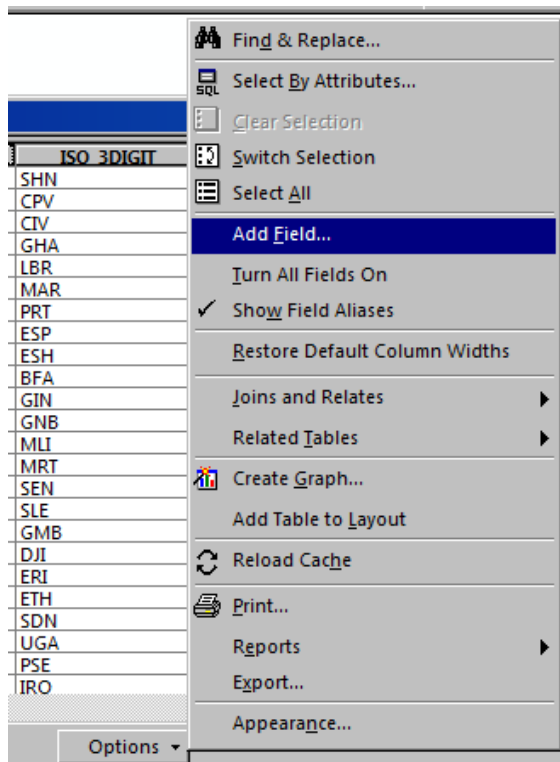 Find & Replace...
SQL
Select By Attributes...
Clear Selection
Switch Selection
Select All
Add Field...
Turn All Fields On
Show Field Aliases
Restore Default Column Widths
Joins and Relates
Related Tables
Create Graph...
Add Table to Layout
Reload Cache
Print...
Reports
Export...
Appearance...
ISO 3DIGIT
SHN
CPV
CIV
GHA
LBR
MAR
PRT
ESP
ESH
BFA
GIN
GNB
MLI
MRT
SEN
SLE
GMB
DJI
ERI
ETH
SDN
UGA
PSE
IRO
Options